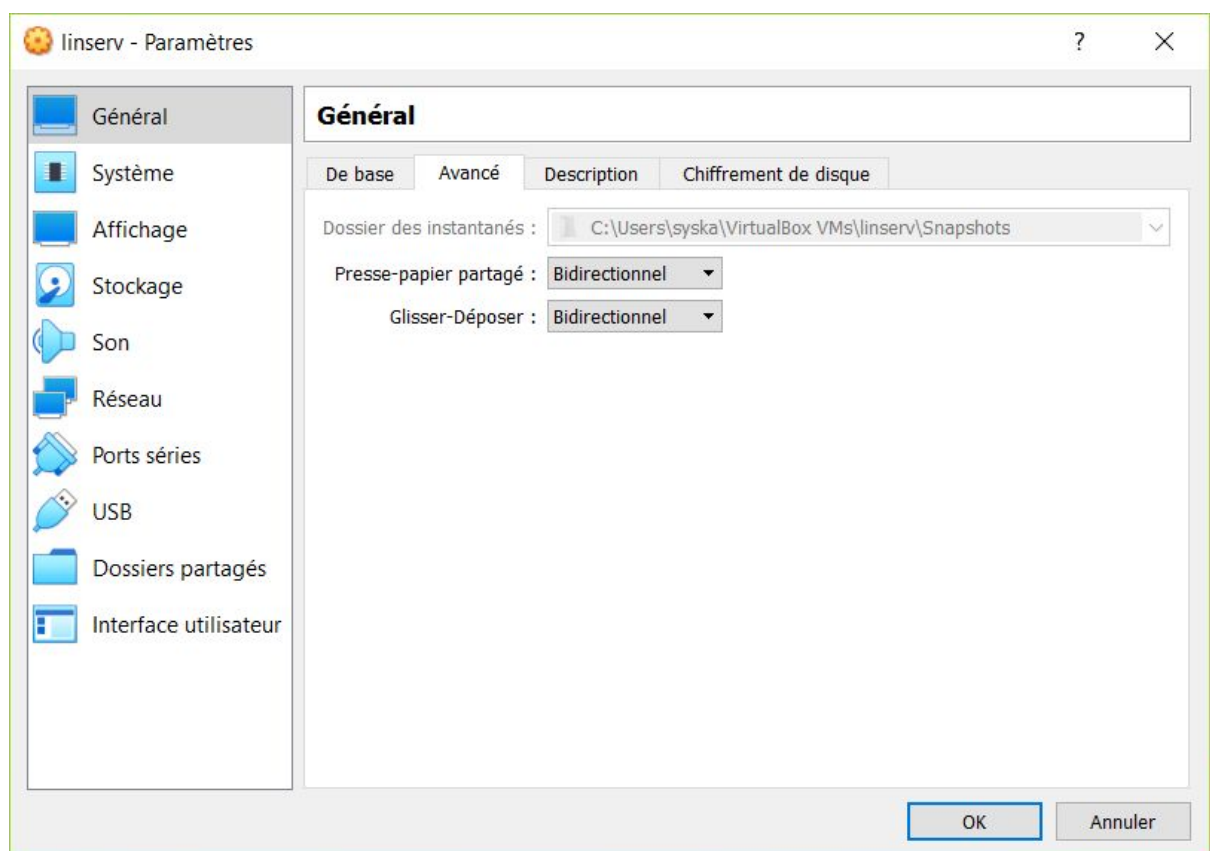 linserv - Paramètres
?
Général
Système
Affichage
Stockage
Son
Réseau
Ports séries
USB
Dossiers partagés
Interface utilisateur
Général
De base Avancé Description Chiffrement de disque
Dossier des instantanés : C:\Users\syska\VirtualBox VMs\linserv\Snapshots
Presse-papier partagé : Bidirectionnel
Glisser-Déposer : Bidirectionnel
OK Annuler